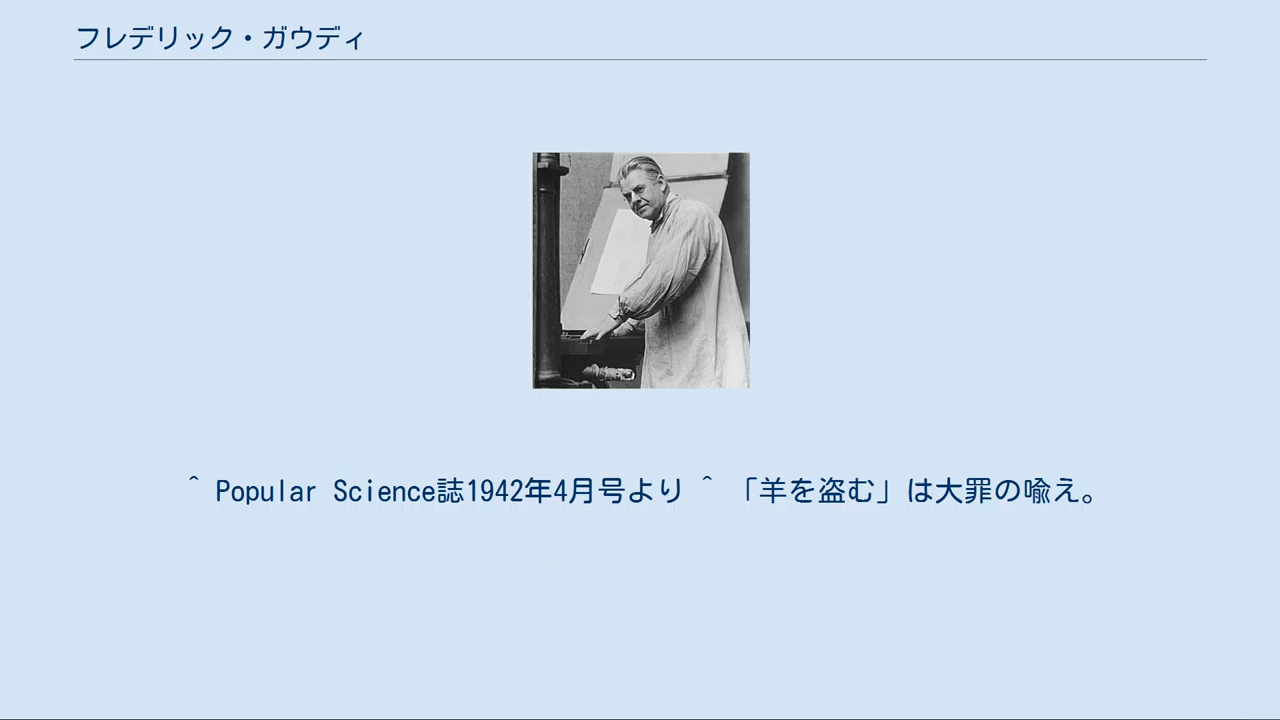 フレデリック・ガウディ
^ Popular Science誌1942年4月号より ^ 「羊を盗む」は大罪の喩え。